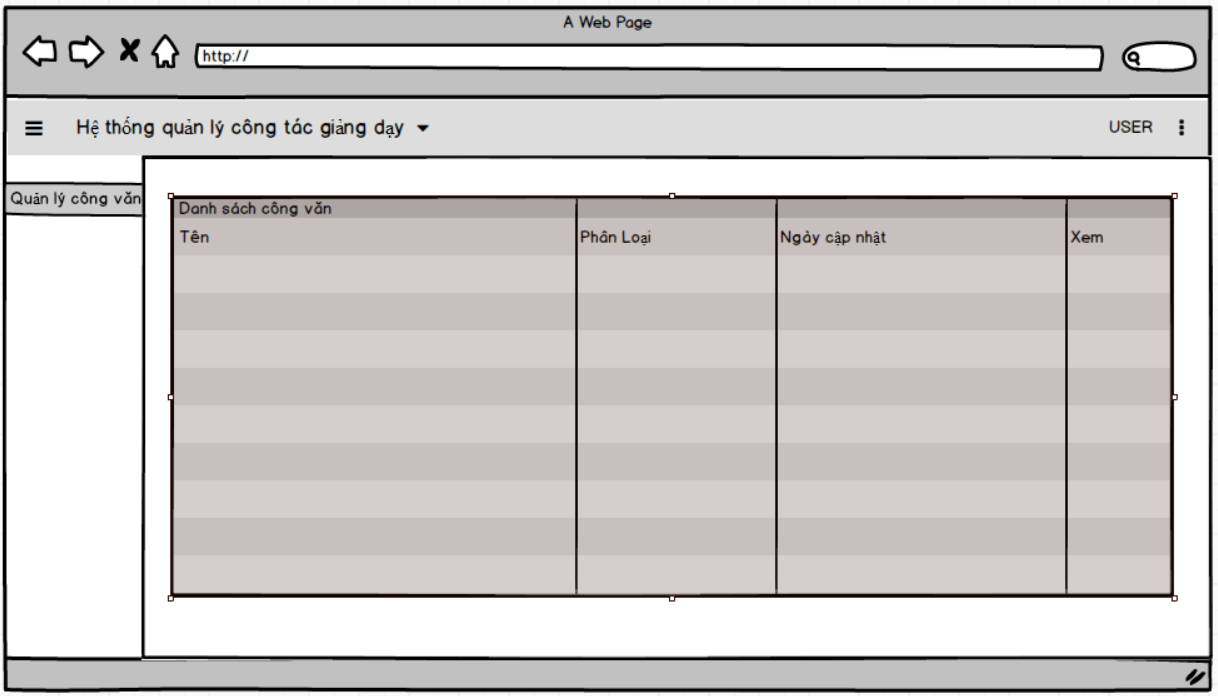 A Web Page
http://
Hệ thống quản lý công tác giảng dạy
USER
Quản lý công văn
Danh sách công văn
Tên Phân Loại Ngày cập nhật Xem